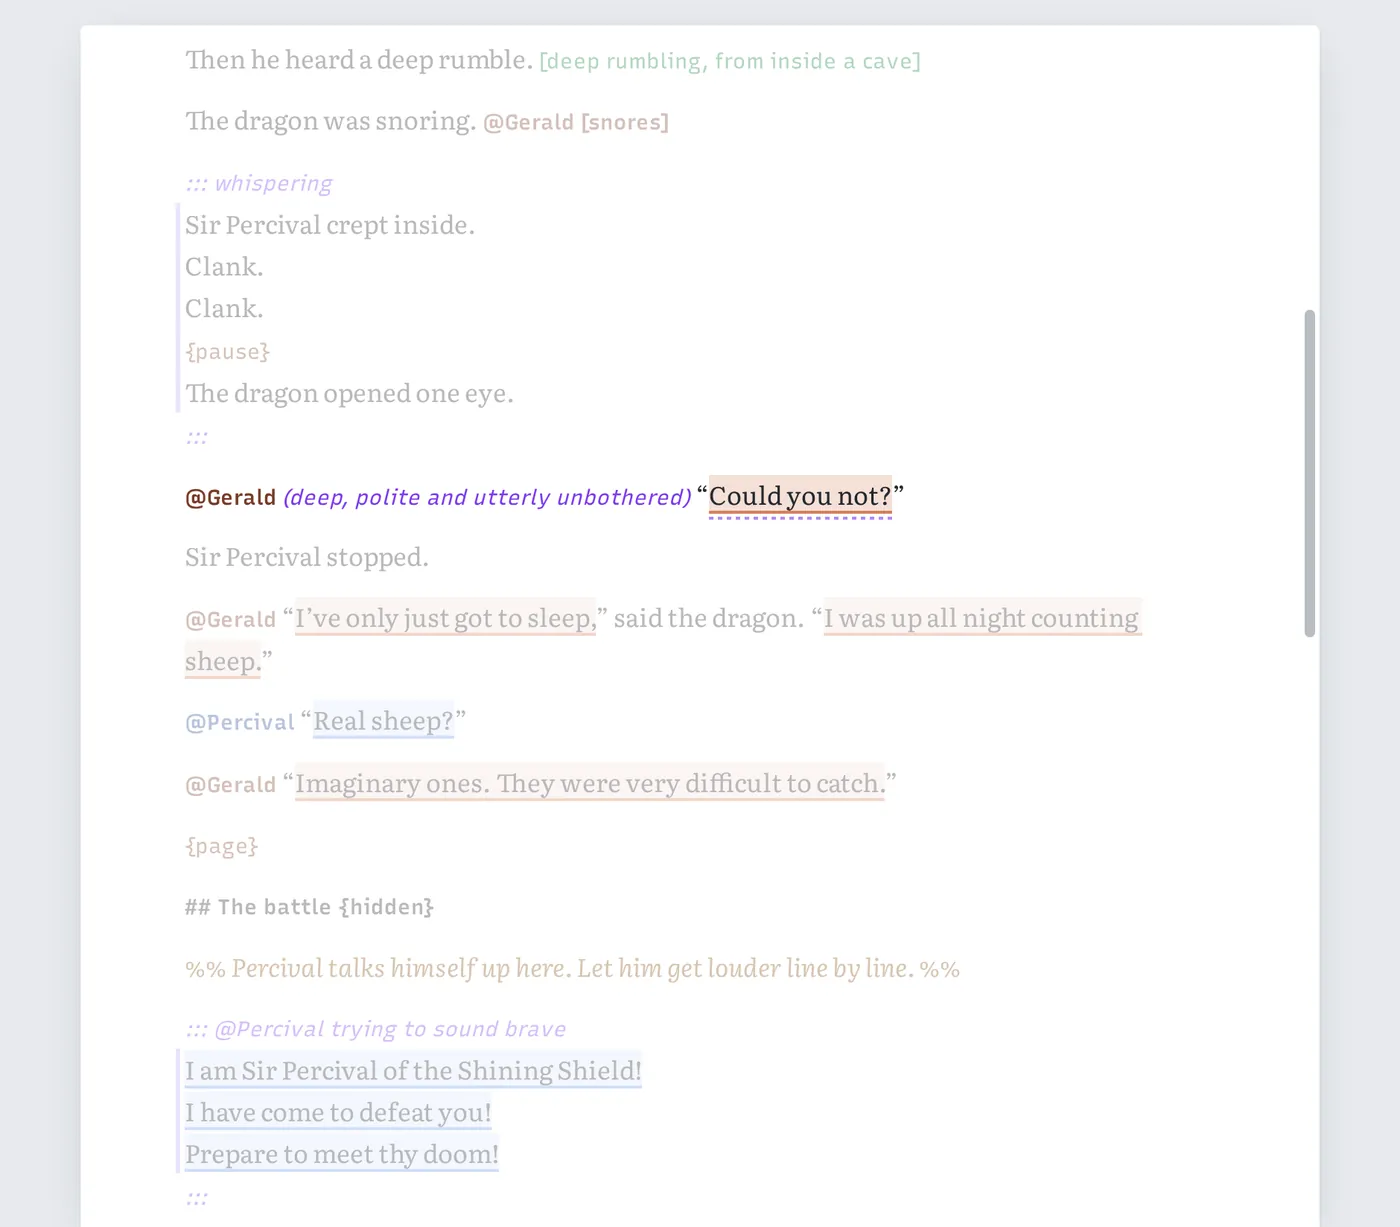 Then he heard a deep rumble. [deep rumbling, from inside a cave]
The dragon was snoring. @Gerald [snores]
::: whispering
Sir Percival crept inside.
Clank.
Clank.
{pause}
The dragon opened one eye.
:::
@Gerald (deep, polite and utterly unbothered) “Could you not?”
Sir Percival stopped.
@Gerald “I’ve only just got to sleep,” said the dragon. “I was up all night counting
sheep.”
@Percival “Real sheep?”
@Gerald “Imaginary ones. They were very difficult to catch.”
{page}
## The battle {hidden}
%% Percival talks himself up here. Let him get louder line by line. %%
::: @Percival trying to sound brave
I am Sir Percival of the Shining Shield!
I have come to defeat you!
Prepare to meet thy doom!
:::